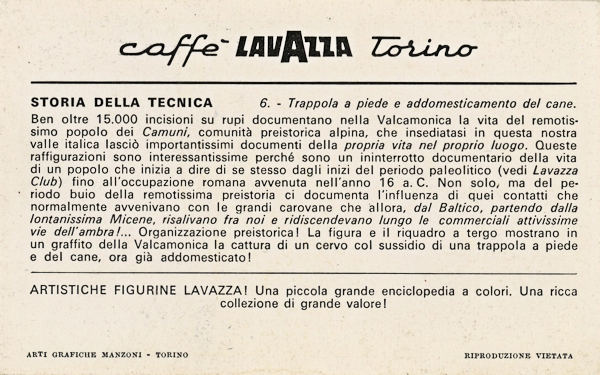 caffè LAVAZZA Torino
STORIA DELLA TECNICA 6. - Trappola a piede e addomesticamento del cane.
Ben oltre 15.000 incisioni su rupi documentano nella Valcamonica la vita del remotis-
simo popolo dei Camuni, comunità preistorica alpina, che insediatasi in questa nostra
valle italica lasciò importantissimi documenti della propria vita nel proprio luogo. Queste
raffigurazioni sono interessantissime perché sono un ininterrotto documentario della vita
di un popolo che inizia a dire di se stesso dagli inizi del periodo paleolitico (vedi Lavazza
Club) fino all'occupazione romana avvenuta nell'anno 16 a. C. Non solo, ma del pe-
riodo buio della remotissima preistoria ci documenta l'influenza di quei contatti che
normalmente avvenivano con le grandi carovane che allora, dal Baltico, partendo dalla
lontanissima Micene, risalivano fra noi e ridiscendevano lungo le commerciali attivissime
vie dell'ambra!... Organizzazione preistorica! La figura e il riquadro a tergo mostrano in
un graffito della Valcamonica la cattura di un cervo col sussidio di una trappola a piede
e del cane, ora già addomesticato!
ARTISTICHE FIGURINE LAVAZZA! Una piccola grande enciclopedia a colori. Una ricca
collezione di grande valore!
ARTI GRAFICHE MANZONI - TORINO RIPRODUZIONE VIETATA